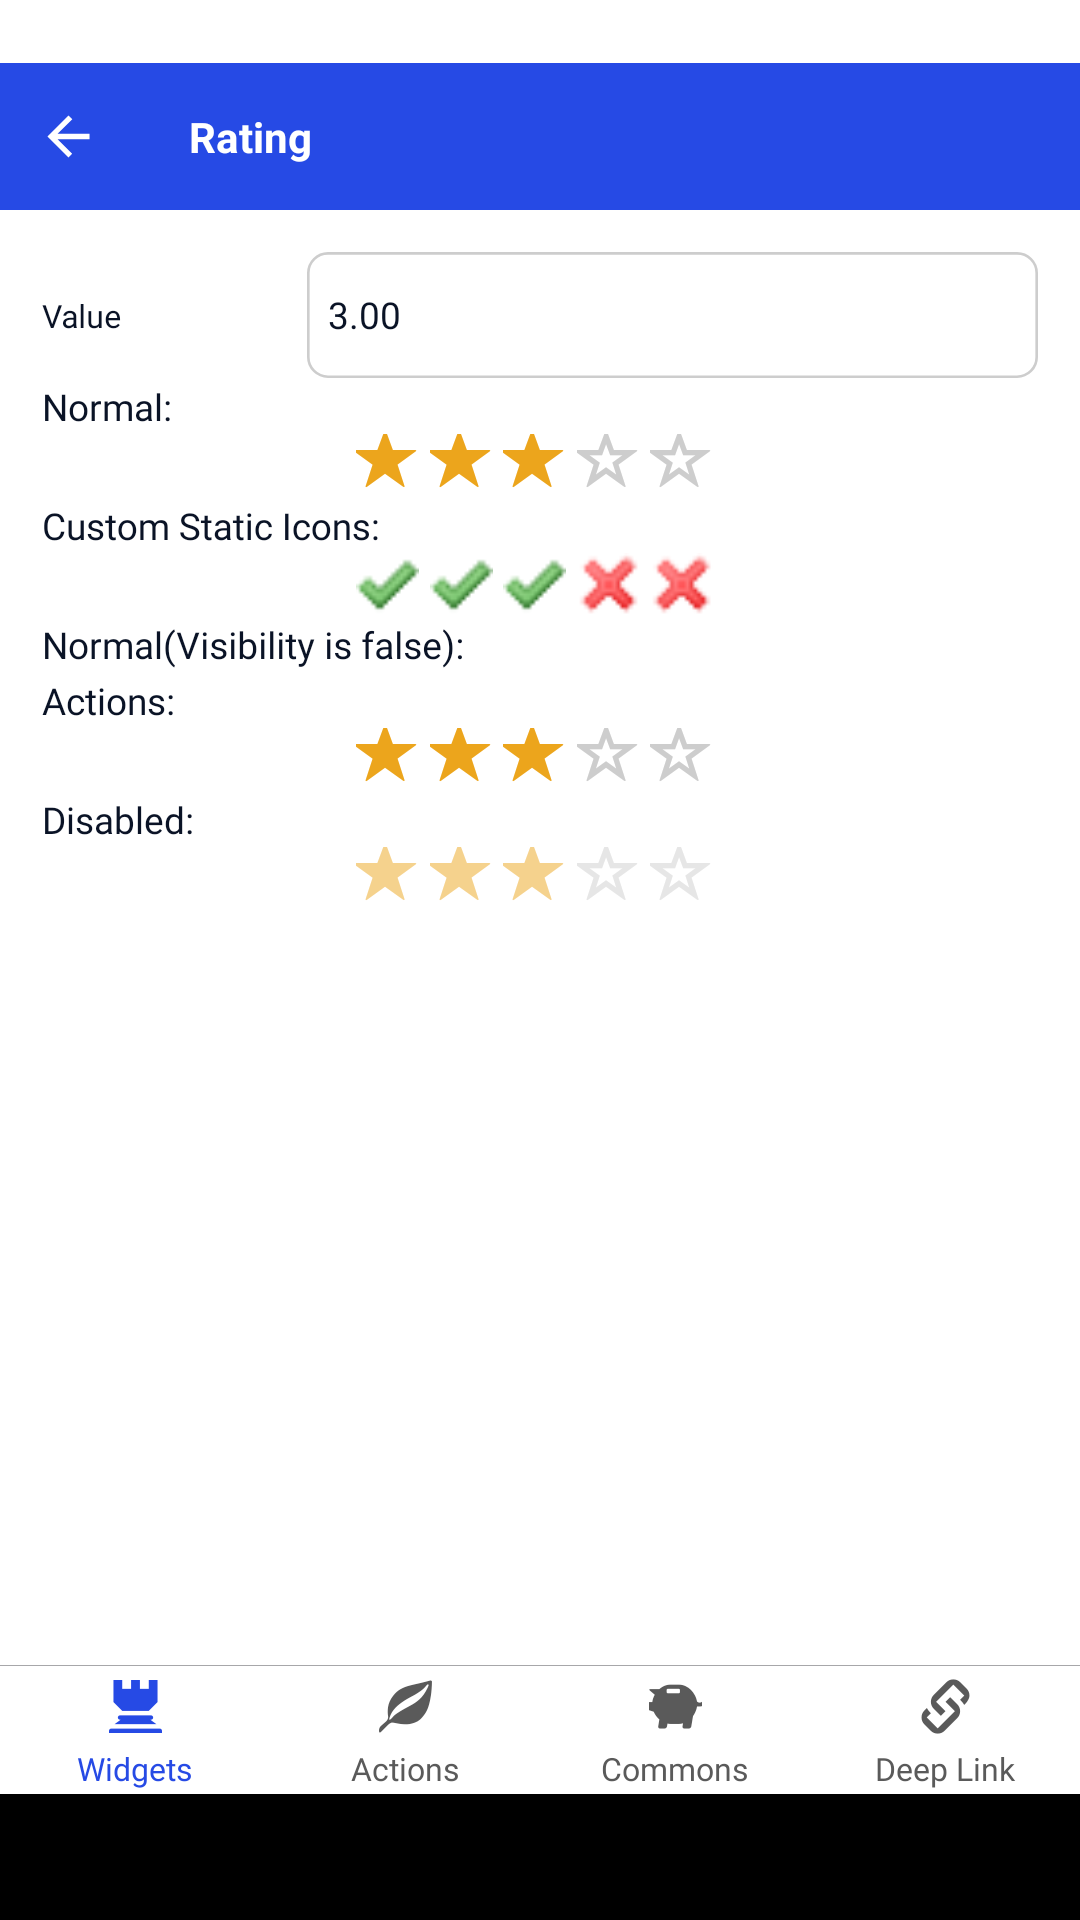 Rating
Value
3.00
Normal:
Custom Static Icons:
Normal(Visibility is false):
Actions:
Disabled:
Widgets
Actions
Commons
Deep Link